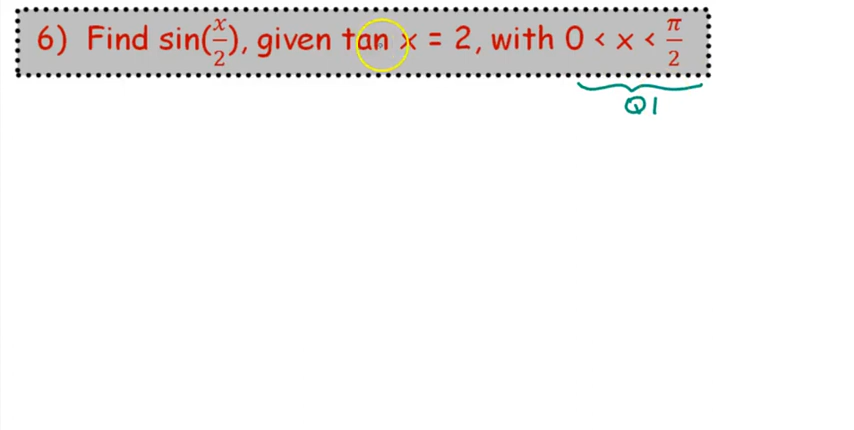 6) Find sin(x/2), given tan x = 2, with 0 < x < π/2
Q1